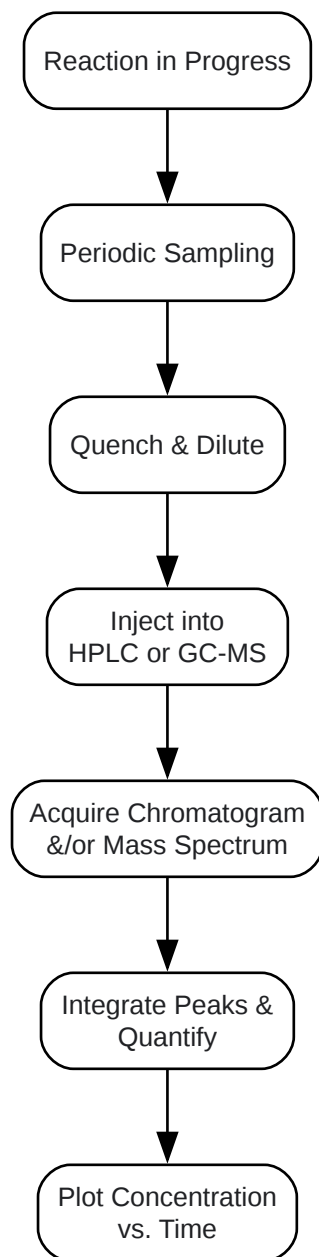 Reaction in Progress
Periodic Sampling
Quench & Dilute
Inject into
HPLC or GC-MS
Acquire Chromatogram
&/or Mass Spectrum
Integrate Peaks &
Quantify
Plot Concentration
vs. Time